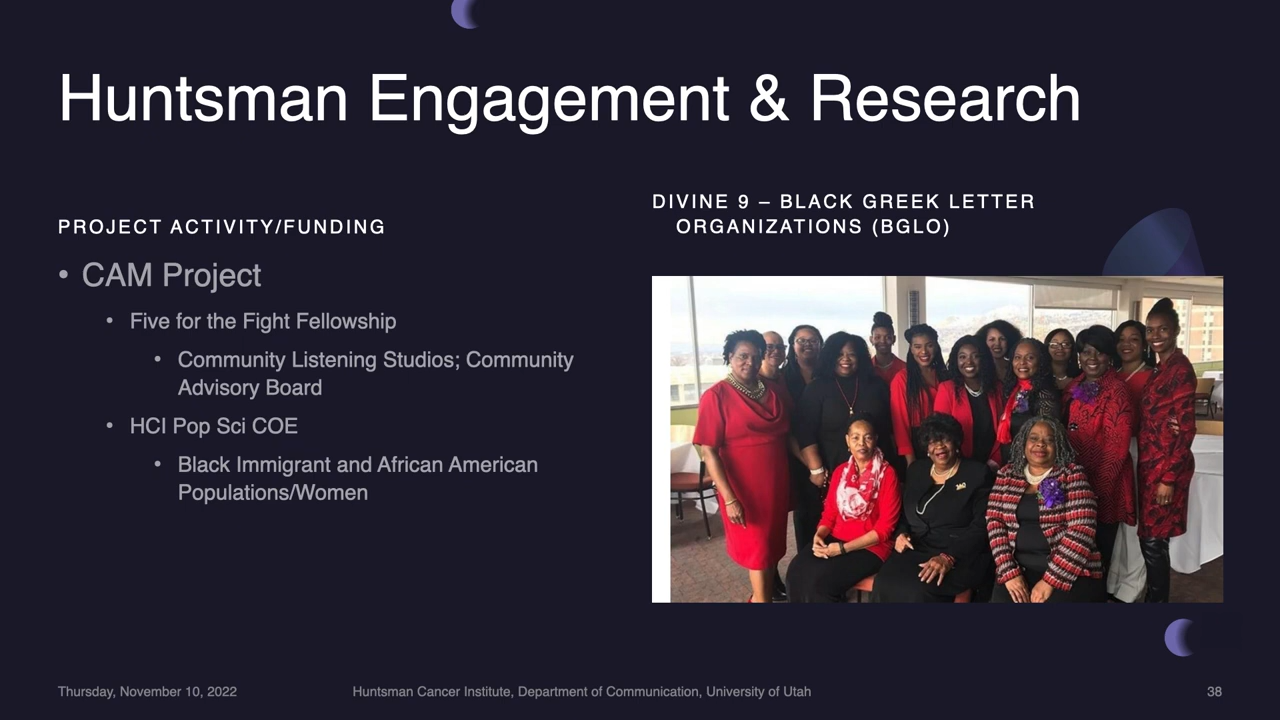 Huntsman Engagement & Research
PROJECT ACTIVITY/FUNDING
• CAM Project
• Five for the Fight Fellowship
• Community Listening Studios; Community
Advisory Board
• HCI Pop Sci COE
• Black Immigrant and African American
Populations/Women
DIVINE 9 – BLACK GREEK LETTER
ORGANIZATIONS (BGLO)
Thursday, November 10, 2022
Huntsman Cancer Institute, Department of Communication, University of Utah
38